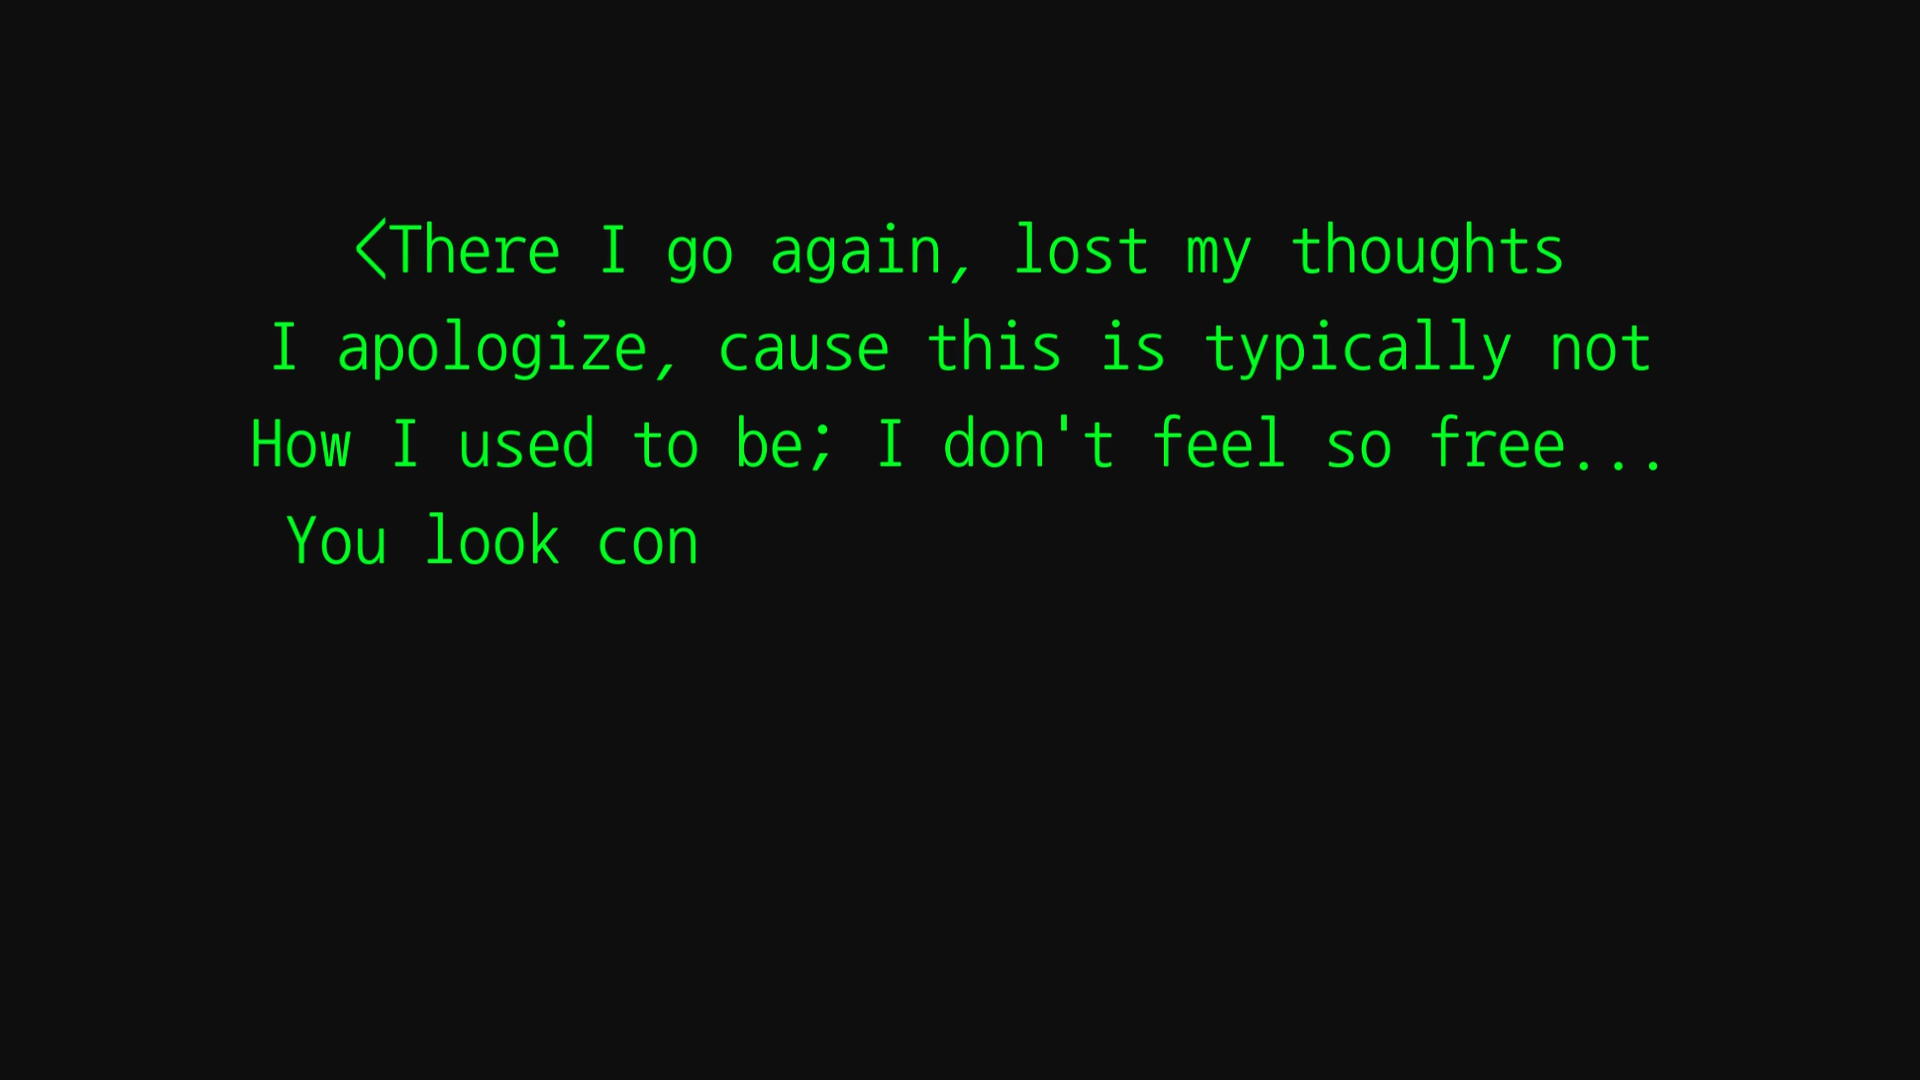 <There I go again, lost my thoughts
I apologize, cause this is typically not
How I used to be; I don't feel so free...
You look con